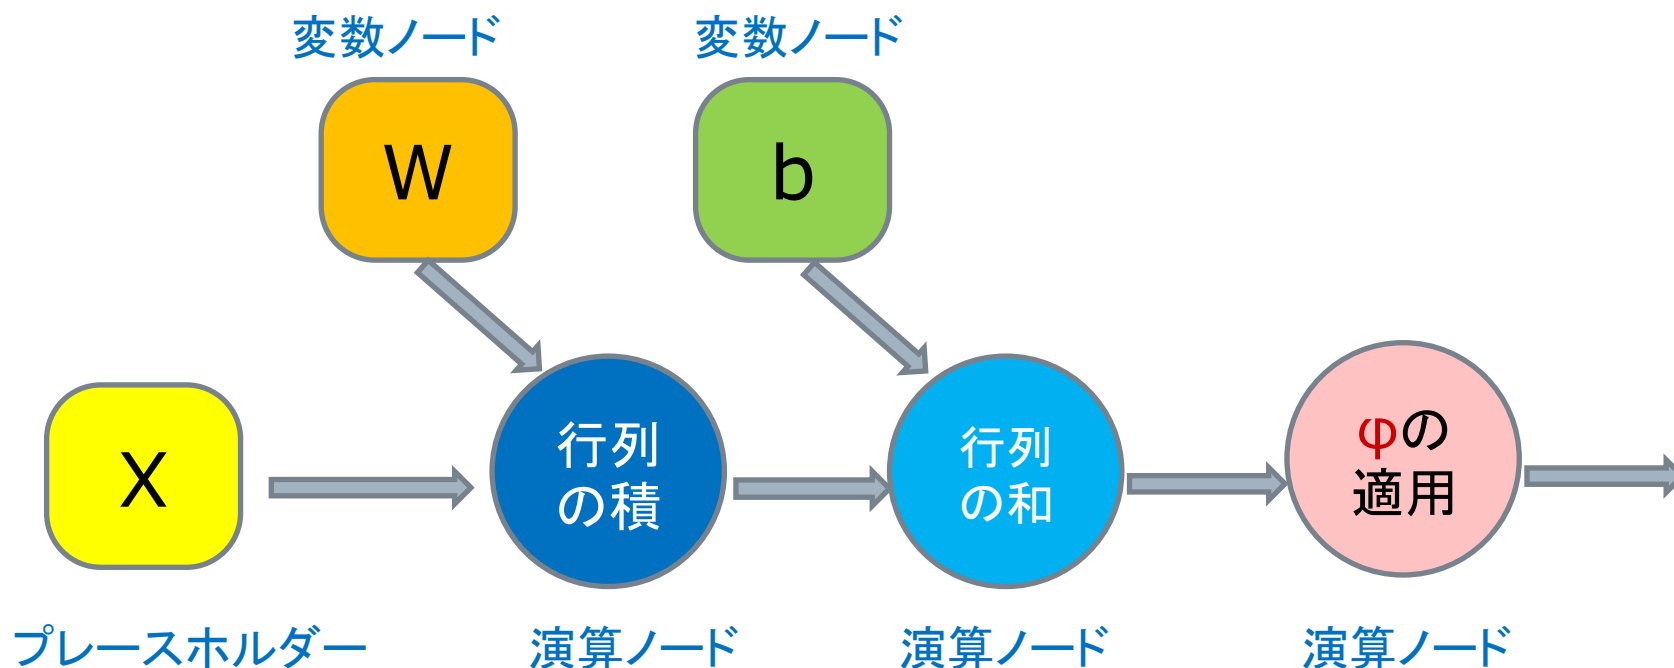 変数ノード
変数ノード
W
b
X
行列
の積
行列
の和
φの
適用
プレースホルダー
演算ノード
演算ノード
演算ノード